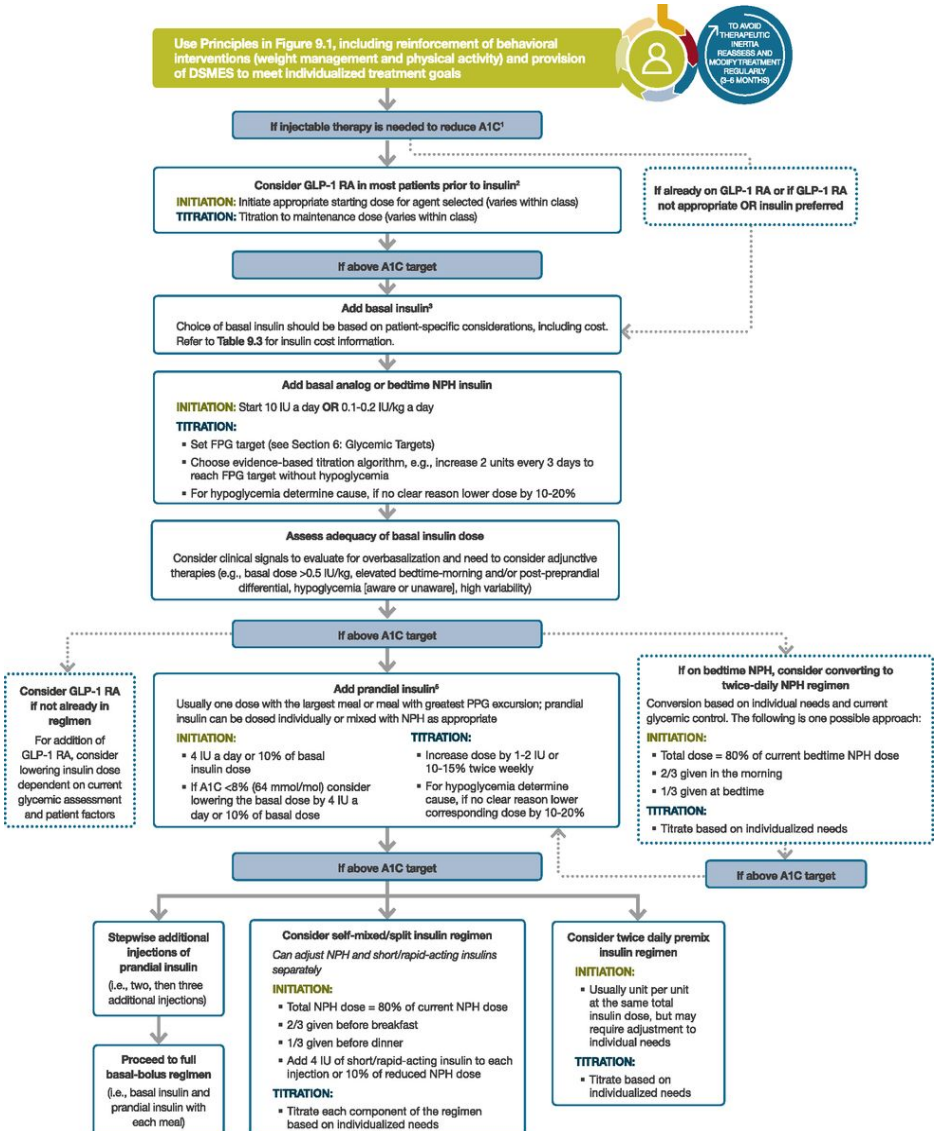 Use Principles in Figure 9.1, including reinforcement of behavioral
interventions (weight management and physical activity) and provision
of DSMES to meet individualized treatment goals
TO AVOID
THERAPEUTIC
INERTIA
REASSESS AND
MODIFY TREATMENT
REGULARLY
(3–6 MONTHS)
If injectable therapy is needed to reduce A1C¹
Consider GLP-1 RA in most patients prior to insulin²
INITIATION: Initiate appropriate starting dose for agent selected (varies within class)
TITRATION: Titration to maintenance dose (varies within class)
If already on GLP-1 RA or if GLP-1 RA
not appropriate OR insulin preferred
If above A1C target
Add basal insulin³
Choice of basal insulin should be based on patient-specific considerations, including cost.
Refer to Table 9.3 for insulin cost information.
Add basal analog or bedtime NPH insulin
INITIATION: Start 10 IU a day OR 0.1-0.2 IU/kg a day
TITRATION:
▪ Set FPG target (see Section 6: Glycemic Targets)
▪ Choose evidence-based titration algorithm, e.g., increase 2 units every 3 days to
reach FPG target without hypoglycemia
▪ For hypoglycemia determine cause, if no clear reason lower dose by 10-20%
Assess adequacy of basal insulin dose
Consider clinical signals to evaluate for overbasalization and need to consider adjunctive
therapies (e.g., basal dose >0.5 IU/kg, elevated bedtime-morning and/or post-preprandial
differential, hypoglycemia [aware or unaware], high variability)
If above A1C target
Consider GLP-1 RA
if not already in
regimen
For addition of
GLP-1 RA, consider
lowering insulin dose
dependent on current
glycemic assessment
and patient factors
Add prandial insulin⁵
Usually one dose with the largest meal or meal with greatest PPG excursion; prandial
insulin can be dosed individually or mixed with NPH as appropriate
INITIATION:
▪ 4 IU a day or 10% of basal
insulin dose
▪ If A1C <8% (64 mmol/mol) consider
lowering the basal dose by 4 IU a
day or 10% of basal dose
TITRATION:
▪ Increase dose by 1-2 IU or
10-15% twice weekly
▪ For hypoglycemia determine
cause, if no clear reason lower
corresponding dose by 10-20%
If on bedtime NPH, consider converting to
twice-daily NPH regimen
Conversion based on individual needs and current
glycemic control. The following is one possible approach:
INITIATION:
▪ Total dose = 80% of current bedtime NPH dose
▪ 2/3 given in the morning
▪ 1/3 given at bedtime
TITRATION:
▪ Titrate based on individualized needs
If above A1C target
If above A1C target
Stepwise additional
injections of
prandial insulin
(i.e., two, then three
additional injections)
Proceed to full
basal-bolus regimen
(i.e., basal insulin and
prandial insulin with
each meal)
Consider self-mixed/split insulin regimen
Can adjust NPH and short/rapid-acting insulins
separately
INITIATION:
▪ Total NPH dose = 80% of current NPH dose
▪ 2/3 given before breakfast
▪ 1/3 given before dinner
▪ Add 4 IU of short/rapid-acting insulin to each
injection or 10% of reduced NPH dose
TITRATION:
▪ Titrate each component of the regimen
based on individualized needs
Consider twice daily premix
insulin regimen
INITIATION:
▪ Usually unit per unit
at the same total
insulin dose, but may
require adjustment to
individual needs
TITRATION:
▪ Titrate based on
individualized needs